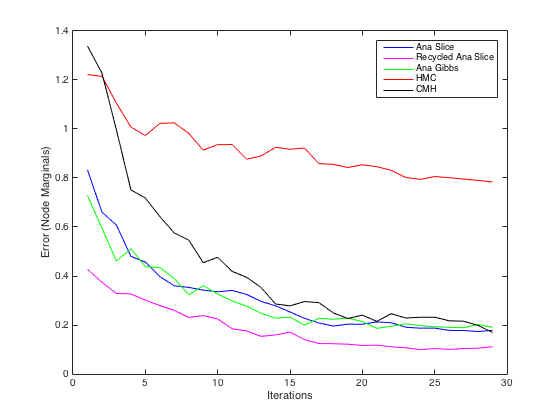 1.4
1.2
1
0.8
0.6
0.4
0.2
0
Error (Node Marginals)
Ana Slice
Recycled Ana Slice
Ana Gibbs
HMC
CMH
0 5 10 15 20 25 30
Iterations